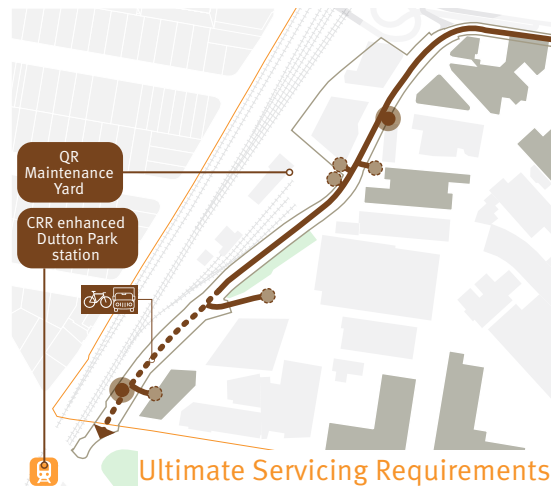 QR
Maintenance
Yard
CRR enhanced
Dutton Park
station
Ultimate Servicing Requirements